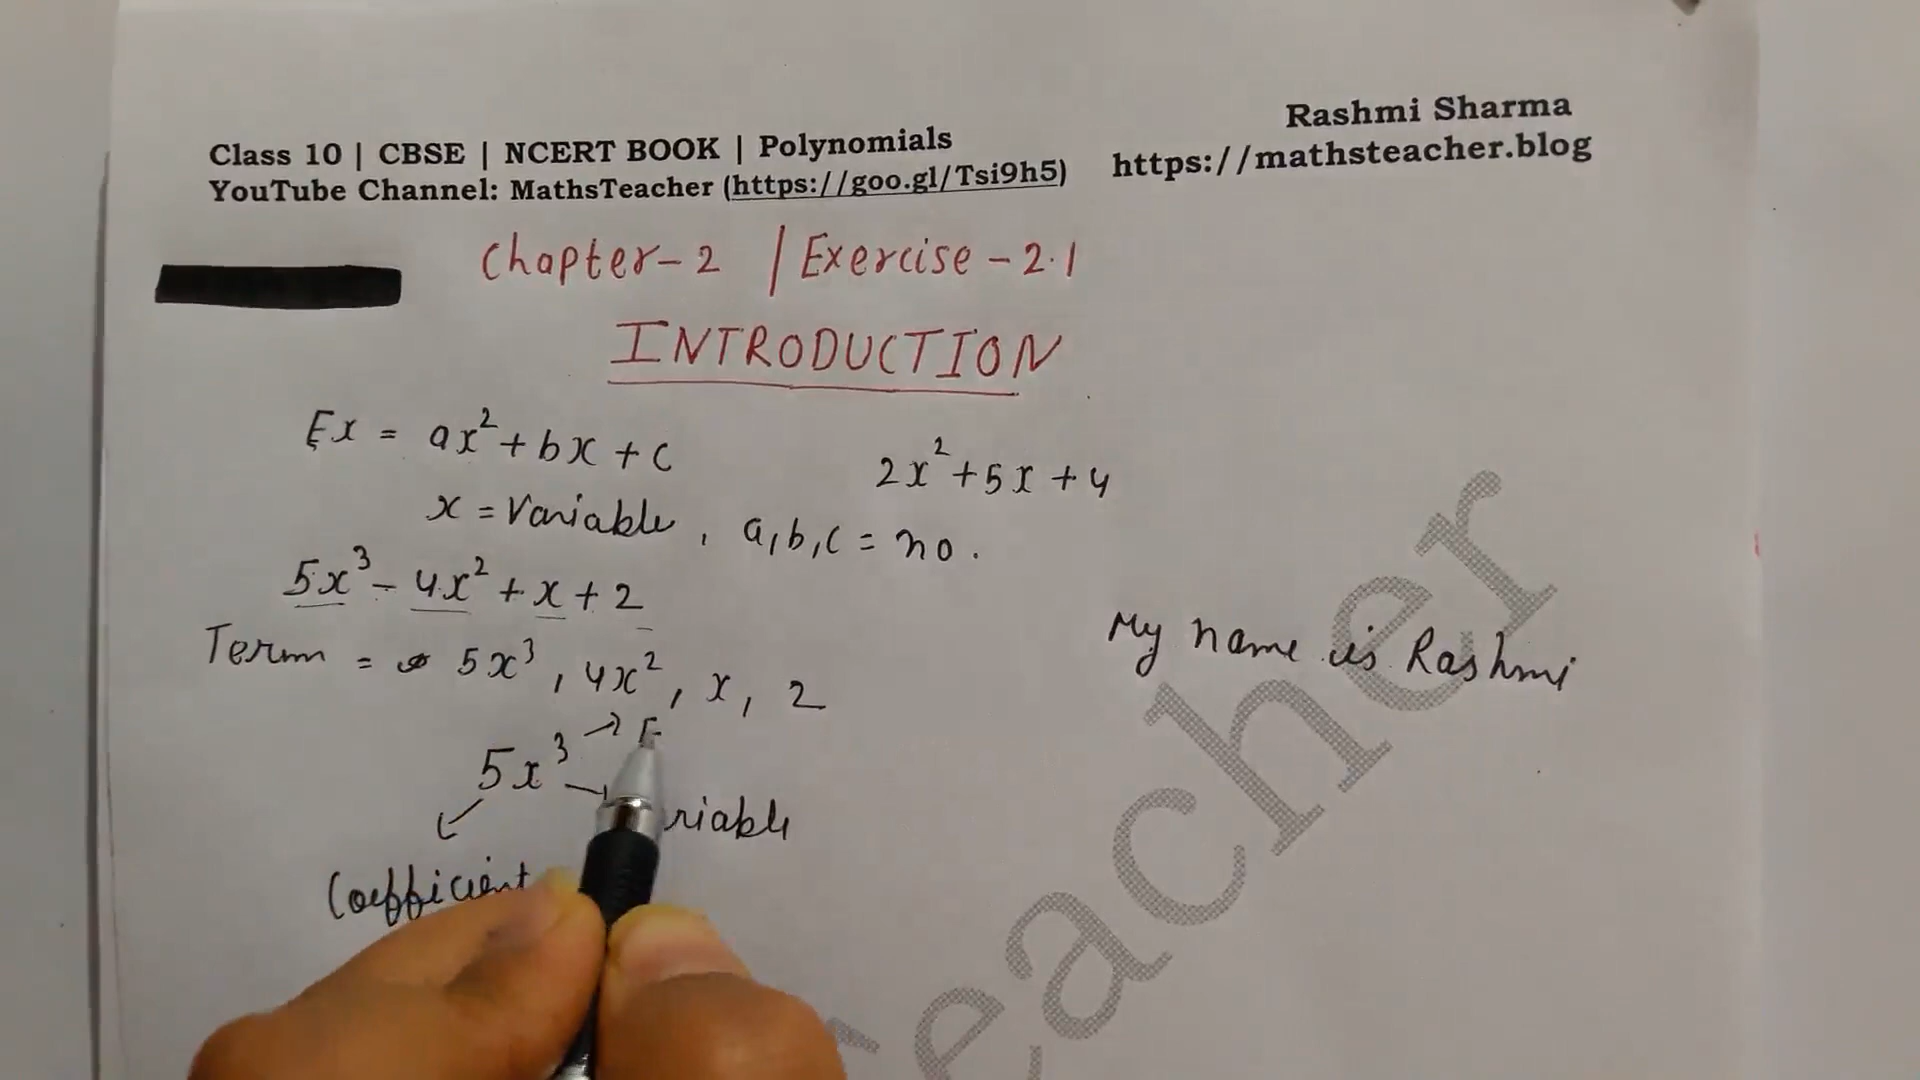 Class 10 | CBSE | NCERT BOOK | Polynomials
YouTube Channel: MathsTeacher (https://goo.gl/Tsi9h5)
Rashmi Sharma
https://mathsteacher.blog
Chapter-2 | Exercise-2.1
INTRODUCTION
Ex = ax² + bx + c
2x² + 5x + 4
x = Variable, a,b,c = no.
5x³ - 4x² + x + 2
Term = 5x³, 4x², x, 2
My name is Rashmi
5x³
Coefficient
eacher